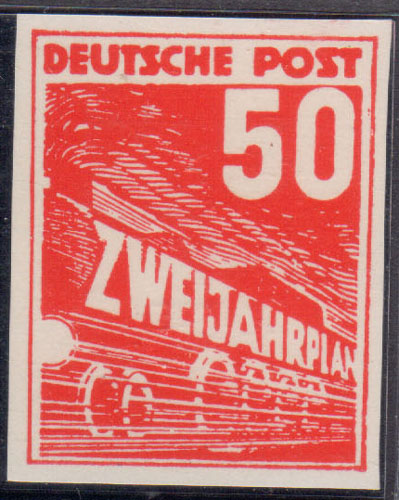 DEUTSCHE POST
50
ZWEIJAHRPLAN